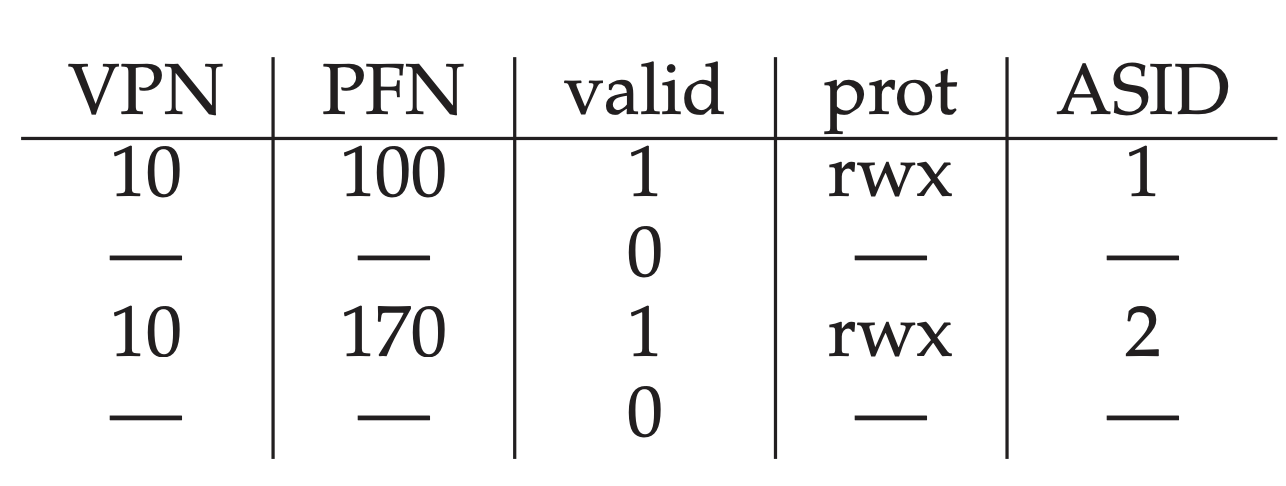 VPN PFN valid prot ASID
10 100 1 rwx 1
— — 0 — —
10 170 1 rwx 2
— — 0 — —